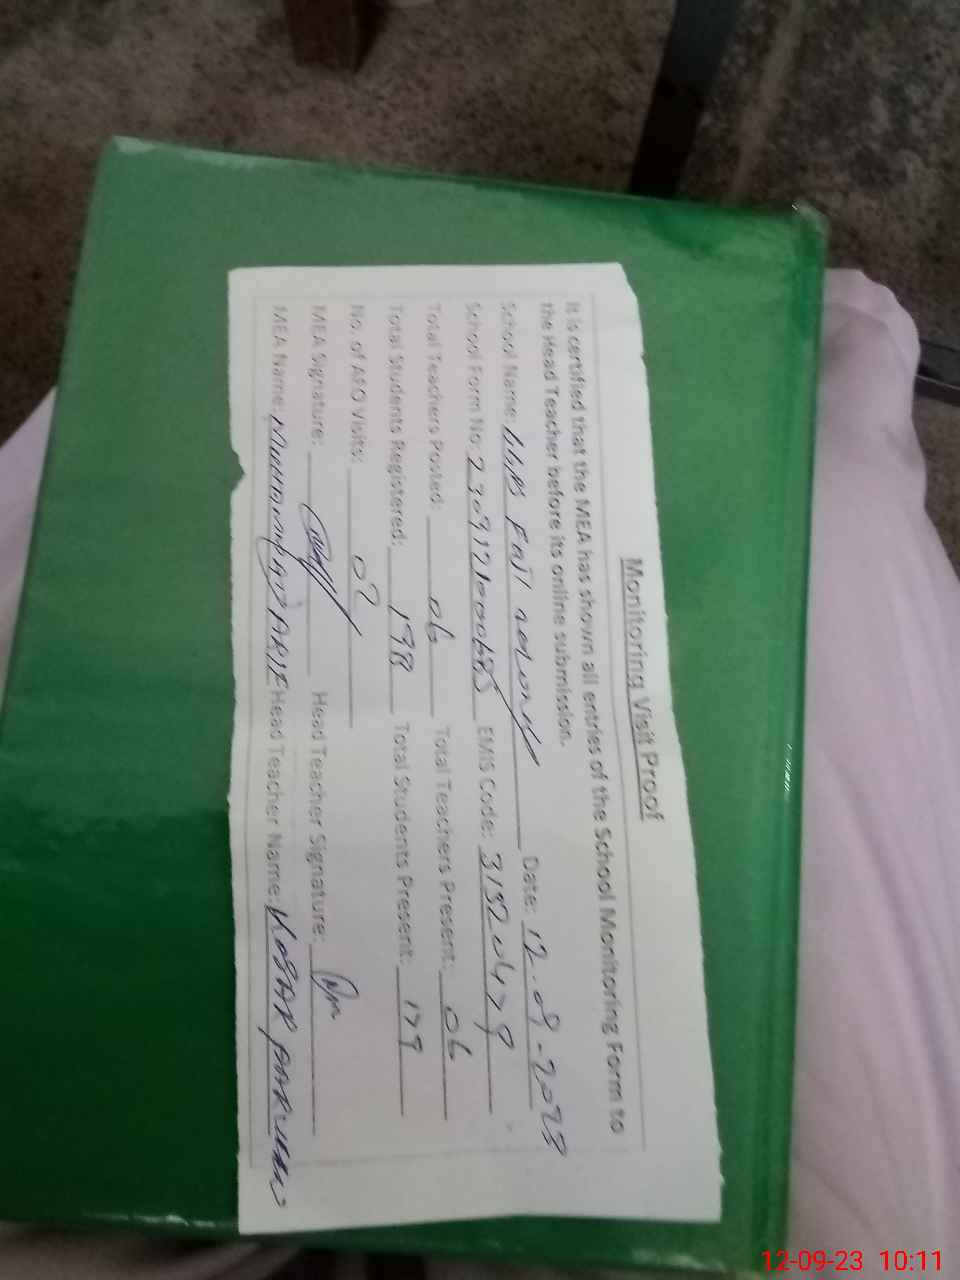 Monitoring Visit Proof
It is certified that the MEA has shown all entries of the School Monitoring Form to
the Head Teacher before its online submission.
School Name: Date: 12-09-2023
School Form No: EMIS Code: 31320479
Total Teachers Posted: 06 Total Teachers Present: 06
Total Students Registered: 198 Total Students Present: 179
No. of AEO Visits: 02
MEA Signature: Head Teacher Signature:
MEA Name: Head Teacher Name:
12-09-23 10:11